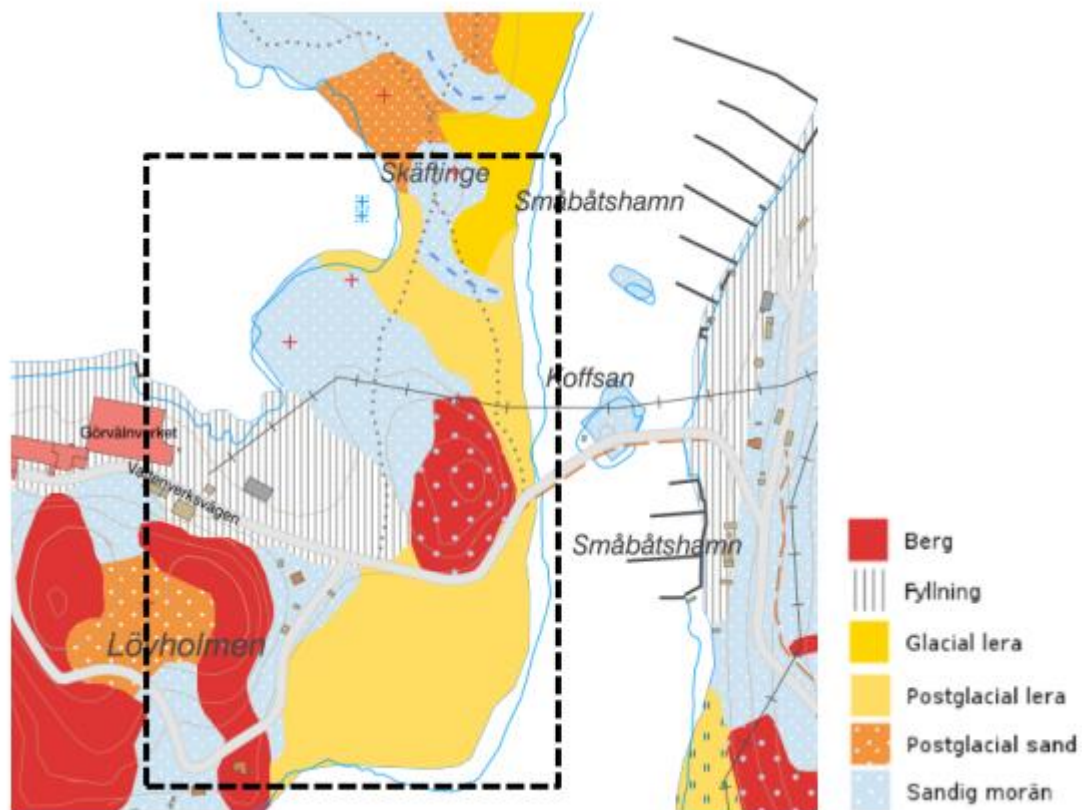 Skäftinge
Småbåtshamn
Koffsan
Görvälnverket
Vattenverksvägen
Småbåtshamn
Lövholmen
Berg
Fyllning
Glacial lera
Postglacial lera
Postglacial sand
Sandig morän